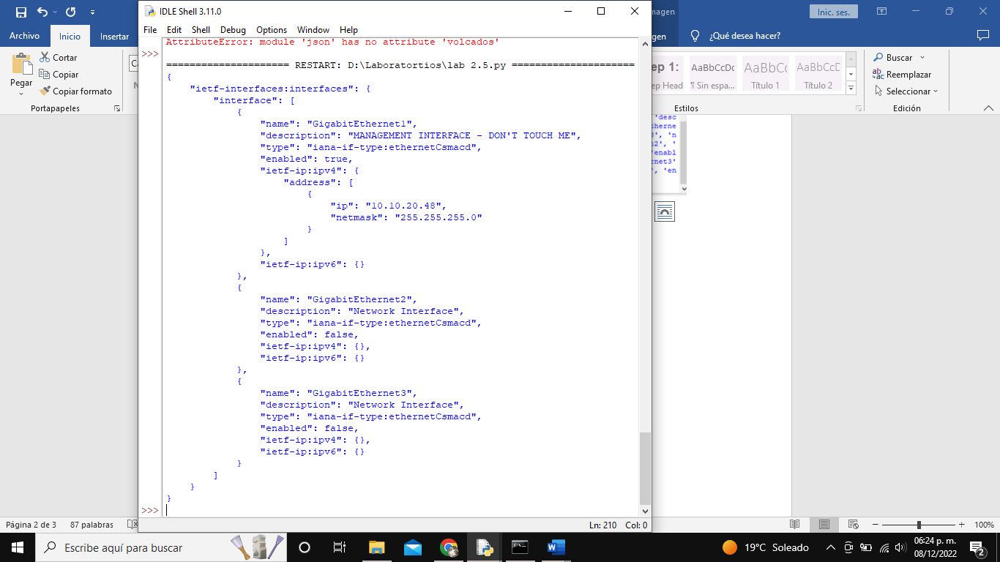 IDLE Shell 3.11.0
File Edit Shell Debug Options Window Help
AttributeError: module 'json' has no attribute 'volcados'
>>>
====================== RESTART: D:\Laboratortios\lab 2.5.py =====================
{
    "ietf-interfaces:interfaces": {
        "interface": [
            {
                "name": "GigabitEthernet1",
                "description": "MANAGEMENT INTERFACE - DON'T TOUCH ME",
                "type": "iana-if-type:ethernetCsmacd",
                "enabled": true,
                "ietf-ip:ipv4": {
                    "address": [
                        {
                            "ip": "10.10.20.48",
                            "netmask": "255.255.255.0"
                        }
                    ]
                },
                "ietf-ip:ipv6": {}
            },
            {
                "name": "GigabitEthernet2",
                "description": "Network Interface",
                "type": "iana-if-type:ethernetCsmacd",
                "enabled": false,
                "ietf-ip:ipv4": {},
                "ietf-ip:ipv6": {}
            },
            {
                "name": "GigabitEthernet3",
                "description": "Network Interface",
                "type": "iana-if-type:ethernetCsmacd",
                "enabled": false,
                "ietf-ip:ipv4": {},
                "ietf-ip:ipv6": {}
            }
        ]
    }
}
>>>
Ln: 210 Col: 0
Archivo Inicio Insertar
Cortar
Copiar
Copiar formato
Pegar
Portapapeles
magen
Inic. ses.
en
¿Qué desea hacer?
ep 1:
AaBbCcDc
AaBbCc
AaBbCcD
ep Head
¶ Sin espa...
Título 1
Título 2
Estilos
Buscar
Reemplazar
Seleccionar
Edición
'desc
therne
', 'n
t2', '
'enabl
rnet3'
', 'en
Página 2 de 3 87 palabras
100%
Escribe aquí para buscar
19°C Soleado
06:24 p. m.
08/12/2022
2